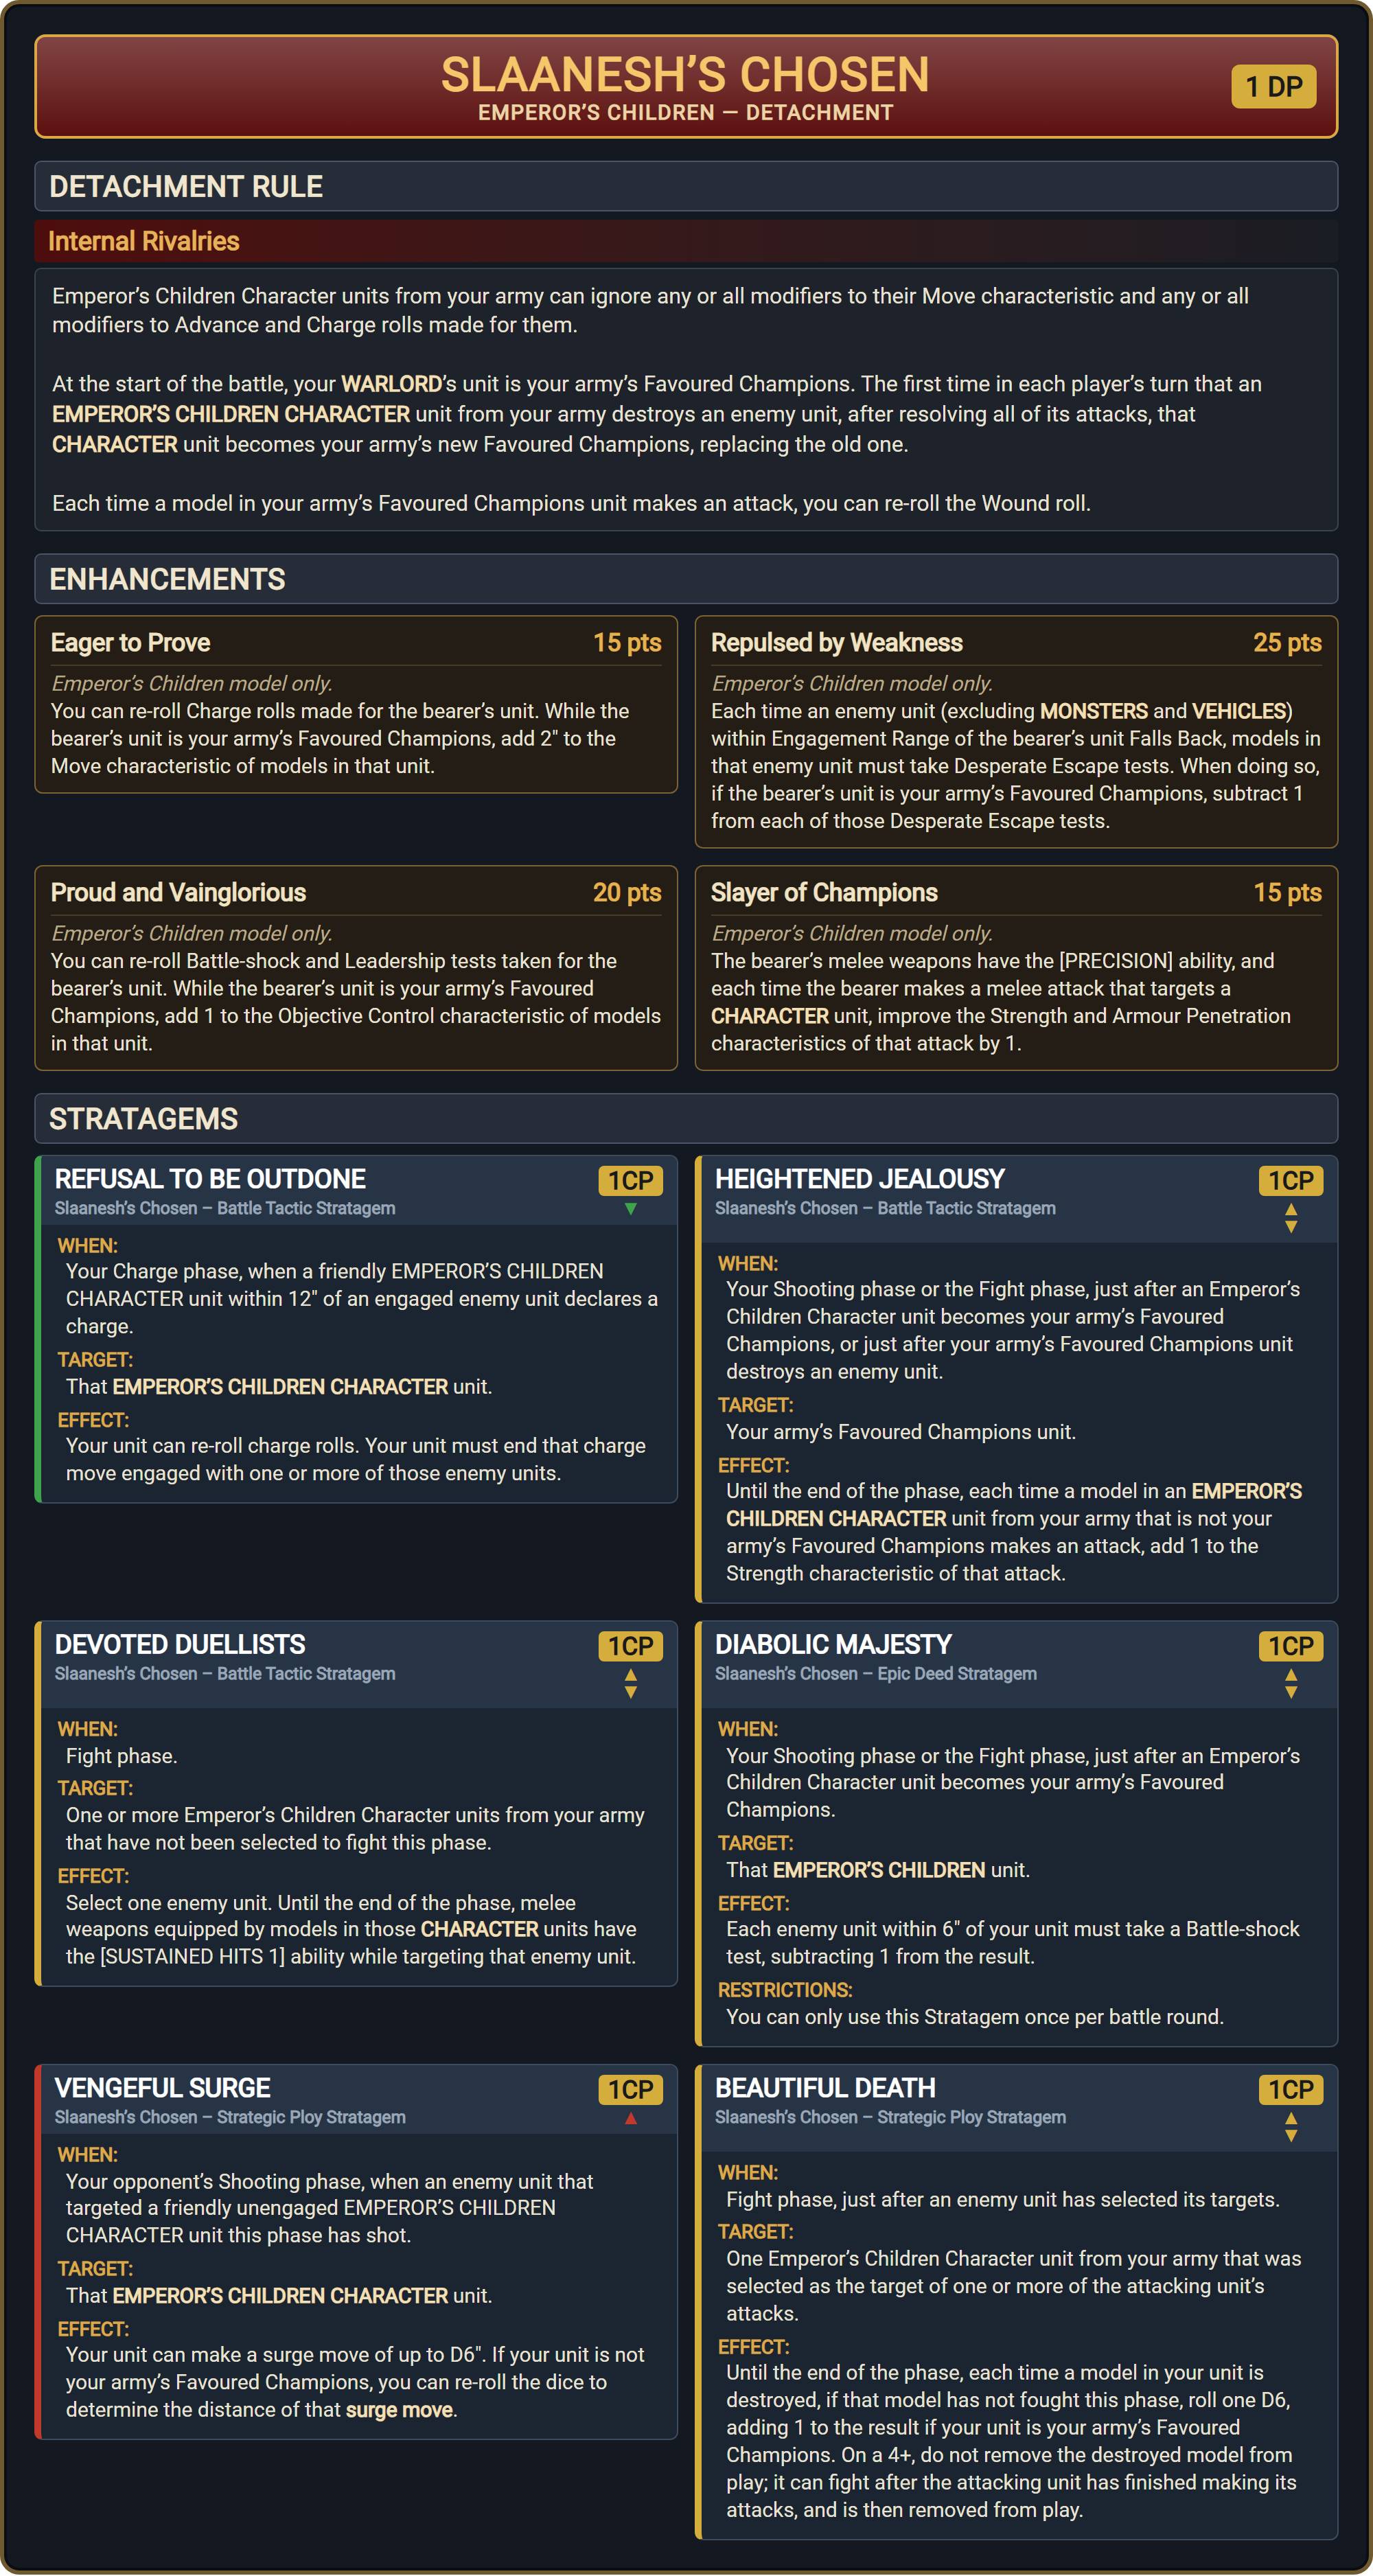 SLAANESH’S CHOSEN
EMPEROR’S CHILDREN — DETACHMENT
1 DP
DETACHMENT RULE
Internal Rivalries
Emperor’s Children Character units from your army can ignore any or all modifiers to their Move characteristic and any or all
modifiers to Advance and Charge rolls made for them.
At the start of the battle, your WARLORD’s unit is your army’s Favoured Champions. The first time in each player’s turn that an
EMPEROR’S CHILDREN CHARACTER unit from your army destroys an enemy unit, after resolving all of its attacks, that
CHARACTER unit becomes your army’s new Favoured Champions, replacing the old one.
Each time a model in your army’s Favoured Champions unit makes an attack, you can re-roll the Wound roll.
ENHANCEMENTS
Eager to Prove 15 pts
Emperor’s Children model only.
You can re-roll Charge rolls made for the bearer’s unit. While the
bearer’s unit is your army’s Favoured Champions, add 2" to the
Move characteristic of models in that unit.
Repulsed by Weakness 25 pts
Emperor’s Children model only.
Each time an enemy unit (excluding MONSTERS and VEHICLES)
within Engagement Range of the bearer’s unit Falls Back, models in
that enemy unit must take Desperate Escape tests. When doing so,
if the bearer’s unit is your army’s Favoured Champions, subtract 1
from each of those Desperate Escape tests.
Proud and Vainglorious 20 pts
Emperor’s Children model only.
You can re-roll Battle-shock and Leadership tests taken for the
bearer’s unit. While the bearer’s unit is your army’s Favoured
Champions, add 1 to the Objective Control characteristic of models
in that unit.
Slayer of Champions 15 pts
Emperor’s Children model only.
The bearer’s melee weapons have the [PRECISION] ability, and
each time the bearer makes a melee attack that targets a
CHARACTER unit, improve the Strength and Armour Penetration
characteristics of that attack by 1.
STRATAGEMS
REFUSAL TO BE OUTDONE 1CP
Slaanesh’s Chosen – Battle Tactic Stratagem ▼
WHEN:
Your Charge phase, when a friendly EMPEROR’S CHILDREN
CHARACTER unit within 12" of an engaged enemy unit declares a
charge.
TARGET:
That EMPEROR’S CHILDREN CHARACTER unit.
EFFECT:
Your unit can re-roll charge rolls. Your unit must end that charge
move engaged with one or more of those enemy units.
HEIGHTENED JEALOUSY 1CP
Slaanesh’s Chosen – Battle Tactic Stratagem ▲
▼
WHEN:
Your Shooting phase or the Fight phase, just after an Emperor’s
Children Character unit becomes your army’s Favoured
Champions, or just after your army’s Favoured Champions unit
destroys an enemy unit.
TARGET:
Your army’s Favoured Champions unit.
EFFECT:
Until the end of the phase, each time a model in an EMPEROR’S
CHILDREN CHARACTER unit from your army that is not your
army’s Favoured Champions makes an attack, add 1 to the
Strength characteristic of that attack.
DEVOTED DUELLISTS 1CP
Slaanesh’s Chosen – Battle Tactic Stratagem ▲
▼
WHEN:
Fight phase.
TARGET:
One or more Emperor’s Children Character units from your army
that have not been selected to fight this phase.
EFFECT:
Select one enemy unit. Until the end of the phase, melee
weapons equipped by models in those CHARACTER units have
the [SUSTAINED HITS 1] ability while targeting that enemy unit.
DIABOLIC MAJESTY 1CP
Slaanesh’s Chosen – Epic Deed Stratagem ▲
▼
WHEN:
Your Shooting phase or the Fight phase, just after an Emperor’s
Children Character unit becomes your army’s Favoured
Champions.
TARGET:
That EMPEROR’S CHILDREN unit.
EFFECT:
Each enemy unit within 6" of your unit must take a Battle-shock
test, subtracting 1 from the result.
RESTRICTIONS:
You can only use this Stratagem once per battle round.
VENGEFUL SURGE 1CP
Slaanesh’s Chosen – Strategic Ploy Stratagem ▲
WHEN:
Your opponent’s Shooting phase, when an enemy unit that
targeted a friendly unengaged EMPEROR’S CHILDREN
CHARACTER unit this phase has shot.
TARGET:
That EMPEROR’S CHILDREN CHARACTER unit.
EFFECT:
Your unit can make a surge move of up to D6". If your unit is not
your army’s Favoured Champions, you can re-roll the dice to
determine the distance of that surge move.
BEAUTIFUL DEATH 1CP
Slaanesh’s Chosen – Strategic Ploy Stratagem ▲
▼
WHEN:
Fight phase, just after an enemy unit has selected its targets.
TARGET:
One Emperor’s Children Character unit from your army that was
selected as the target of one or more of the attacking unit’s
attacks.
EFFECT:
Until the end of the phase, each time a model in your unit is
destroyed, if that model has not fought this phase, roll one D6,
adding 1 to the result if your unit is your army’s Favoured
Champions. On a 4+, do not remove the destroyed model from
play; it can fight after the attacking unit has finished making its
attacks, and is then removed from play.